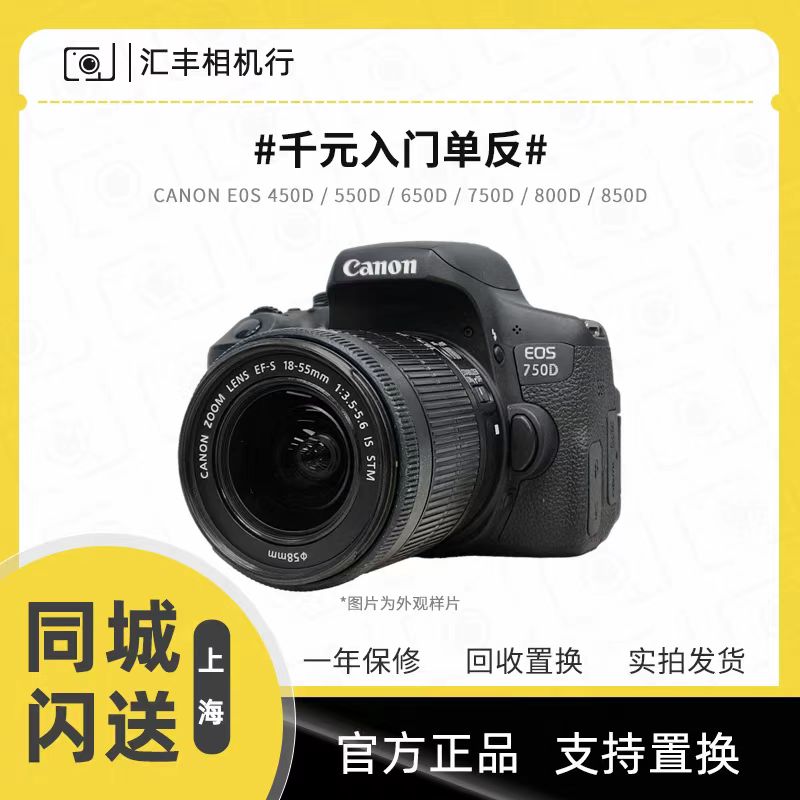 汇丰相机行
#千元入门单反#
CANON E0S 450D / 550D / 650D / 750D / 800D / 850D
Canon
EOS
750D
CANON ZOOM LENS EF-S 18-55mm 1:3.5-5.6 IS STM
Φ58mm
*图片为外观样片
同城
闪送
上海
一年保修 回收置换 实拍发货
官方正品 支持置换